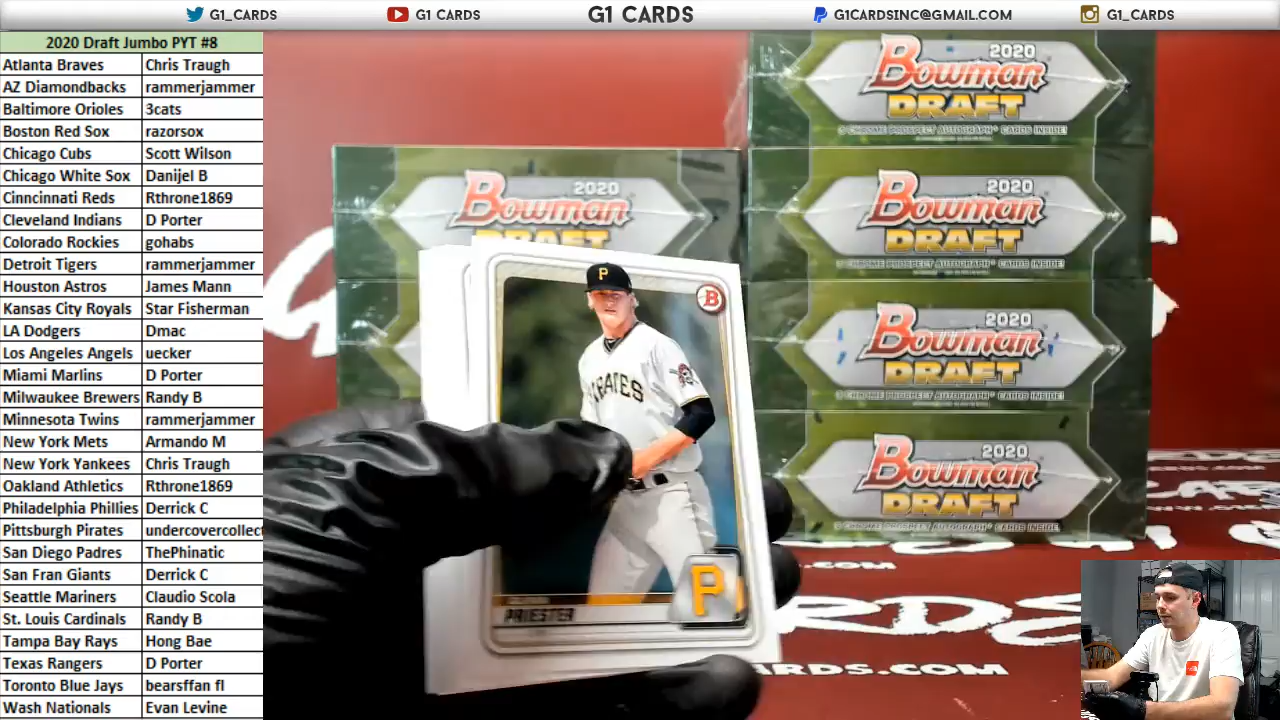 G1_CARDS
G1 CARDS
G1 CARDS
G1CARDSINC@GMAIL.COM
G1_CARDS
2020 Draft Jumbo PYT #8
Atlanta Braves Chris Traugh
AZ Diamondbacks rammerjammer
Baltimore Orioles 3cats
Boston Red Sox razorsox
Chicago Cubs Scott Wilson
Chicago White Sox Danijel B
Cinncinnati Reds Rthrone1869
Cleveland Indians D Porter
Colorado Rockies gohabs
Detroit Tigers rammerjammer
Houston Astros James Mann
Kansas City Royals Star Fisherman
LA Dodgers Dmac
Los Angeles Angels uecker
Miami Marlins D Porter
Milwaukee Brewers Randy B
Minnesota Twins rammerjammer
New York Mets Armando M
New York Yankees Chris Traugh
Oakland Athletics Rthrone1869
Philadelphia Phillies Derrick C
Pittsburgh Pirates undercovercollect
San Diego Padres ThePhinatic
San Fran Giants Derrick C
Seattle Mariners Claudio Scola
St. Louis Cardinals Randy B
Tampa Bay Rays Hong Bae
Texas Rangers D Porter
Toronto Blue Jays bearsffan fl
Wash Nationals Evan Levine
2020
Bowman
DRAFT
2020
Bowman
DRAFT
2020
Bowman
DRAFT
2020
Bowman
DRAFT
2020
Bowman
DRAFT
P
B
PIRATES
P
PRIESTER
.COM
RDS
RDS.COM